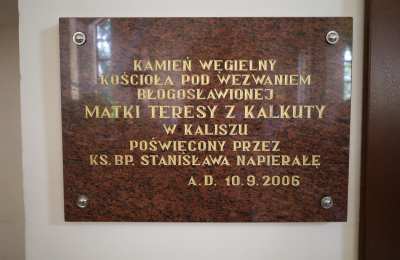 KAMIEŃ WĘGIELNY
KOŚCIOŁA POD WEZWANIEM
BŁOGOSŁAWIONEJ
MATKI TERESY Z KALKUTY
W KALISZU
POŚWIĘCONY PRZEZ
KS. BP. STANISŁAWA NAPIERAŁĘ
A.D. 10.9.2006